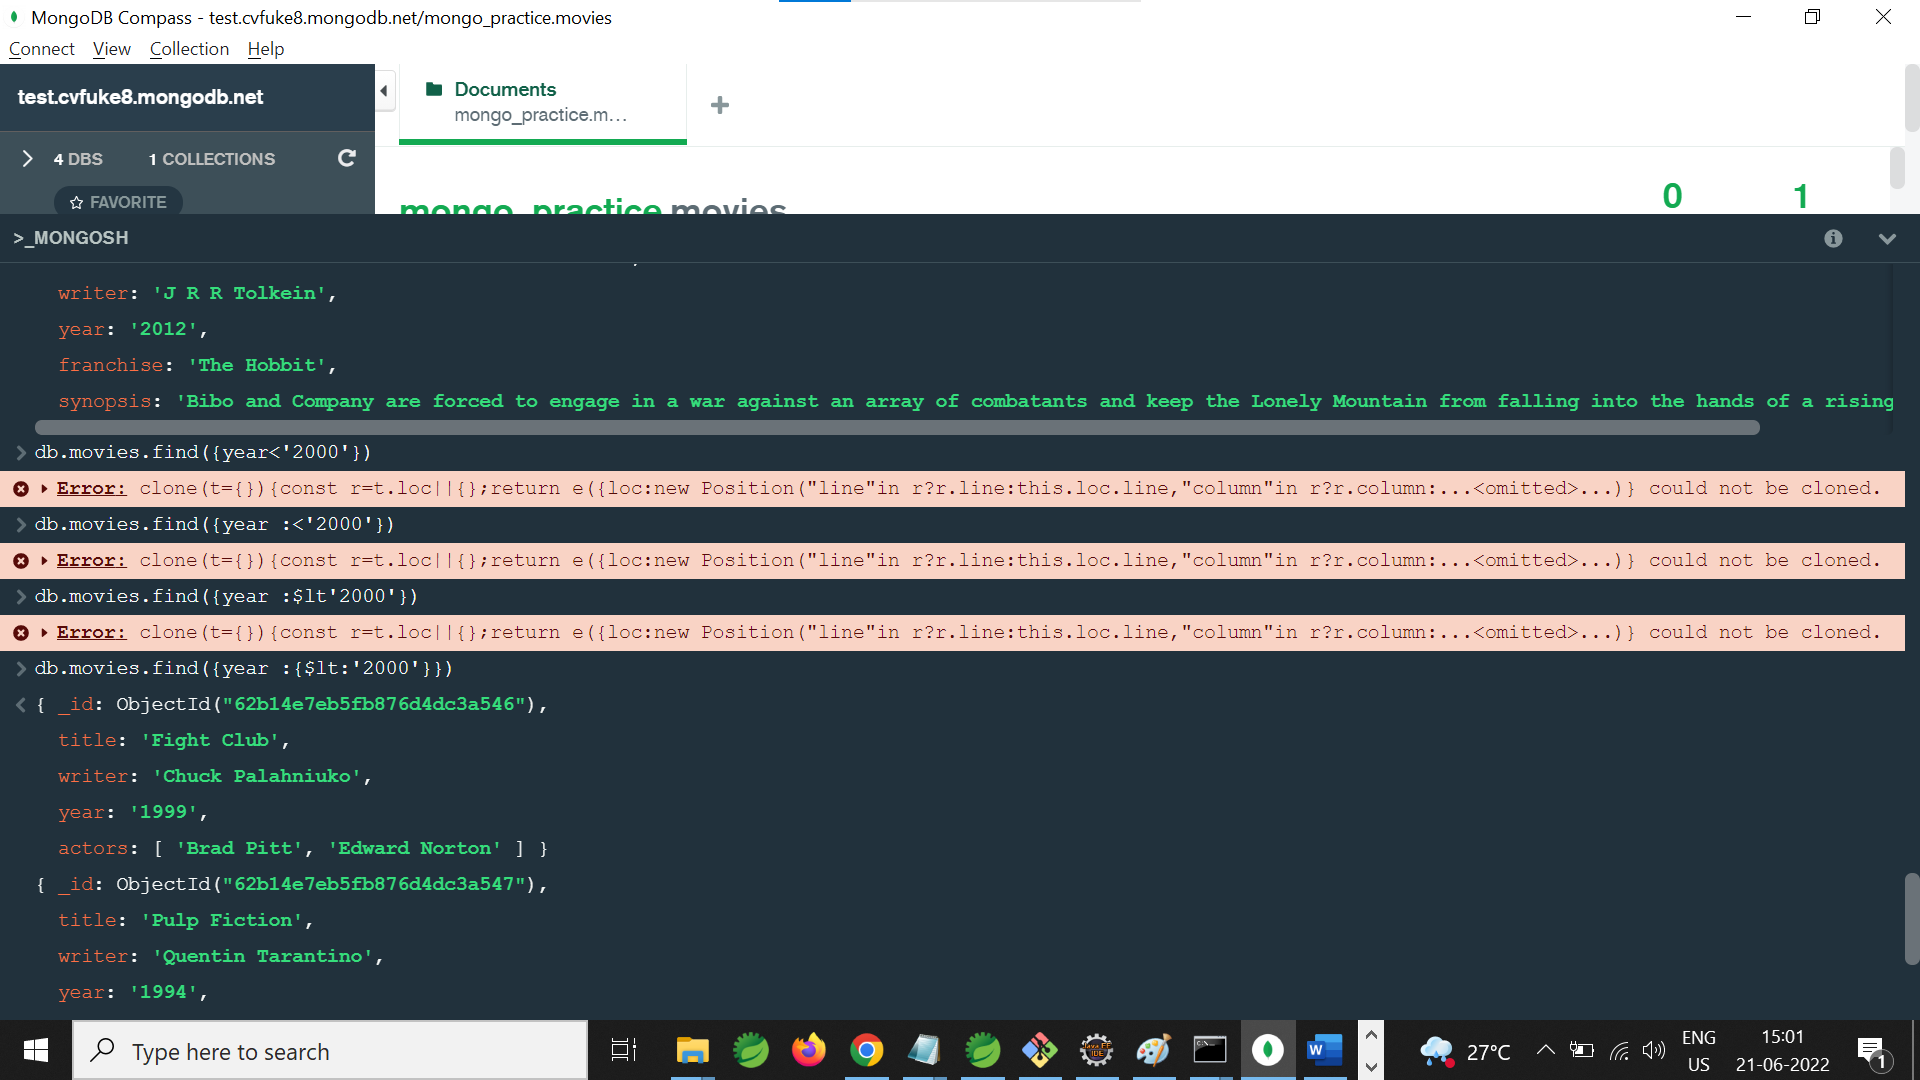 MongoDB Compass - test.cvfuke8.mongodb.net/mongo_practice.movies
Connect View Collection Help
test.cvfuke8.mongodb.net
Documents
mongo_practice.m...
4 DBS 1 COLLECTIONS
FAVORITE
mongo_practice.movies
0 1
>_MONGOSH
writer: 'J R R Tolkein',
year: '2012',
franchise: 'The Hobbit',
synopsis: 'Bibo and Company are forced to engage in a war against an array of combatants and keep the Lonely Mountain from falling into the hands of a rising
db.movies.find({year<'2000'})
Error: clone(t={}){const r=t.loc||{};return e({loc:new Position("line"in r?r.line:this.loc.line,"column"in r?r.column:...<omitted>...)} could not be cloned.
db.movies.find({year :<'2000'})
Error: clone(t={}){const r=t.loc||{};return e({loc:new Position("line"in r?r.line:this.loc.line,"column"in r?r.column:...<omitted>...)} could not be cloned.
db.movies.find({year :$lt'2000'})
Error: clone(t={}){const r=t.loc||{};return e({loc:new Position("line"in r?r.line:this.loc.line,"column"in r?r.column:...<omitted>...)} could not be cloned.
db.movies.find({year :{$lt:'2000'}})
{ _id: ObjectId("62b14e7eb5fb876d4dc3a546"),
title: 'Fight Club',
writer: 'Chuck Palahniuko',
year: '1999',
actors: [ 'Brad Pitt', 'Edward Norton' ] }
{ _id: ObjectId("62b14e7eb5fb876d4dc3a547"),
title: 'Pulp Fiction',
writer: 'Quentin Tarantino',
year: '1994',
Type here to search
27°C
ENG
US
15:01
21-06-2022
1